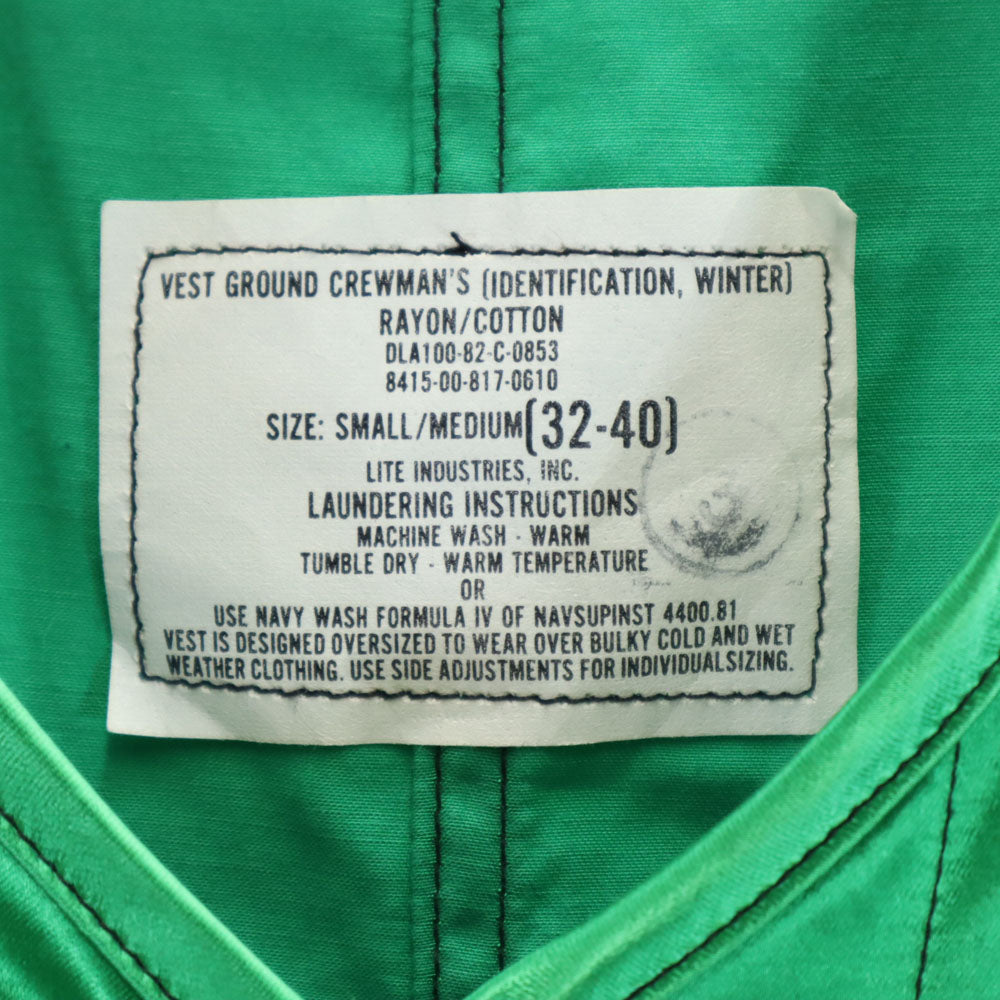 VEST GROUND CREWMAN'S (IDENTIFICATION, WINTER)
RAYON/COTTON
DLA100-82-C-0853
8415-00-817-0610
SIZE: SMALL/MEDIUM(32-40)
LITE INDUSTRIES, INC.
LAUNDERING INSTRUCTIONS
MACHINE WASH - WARM
TUMBLE DRY - WARM TEMPERATURE
OR
USE NAVY WASH FORMULA IV OF NAVSUPINST 4400.81
VEST IS DESIGNED OVERSIZED TO WEAR OVER BULKY COLD AND WET
WEATHER CLOTHING. USE SIDE ADJUSTMENTS FOR INDIVIDUALSIZING.